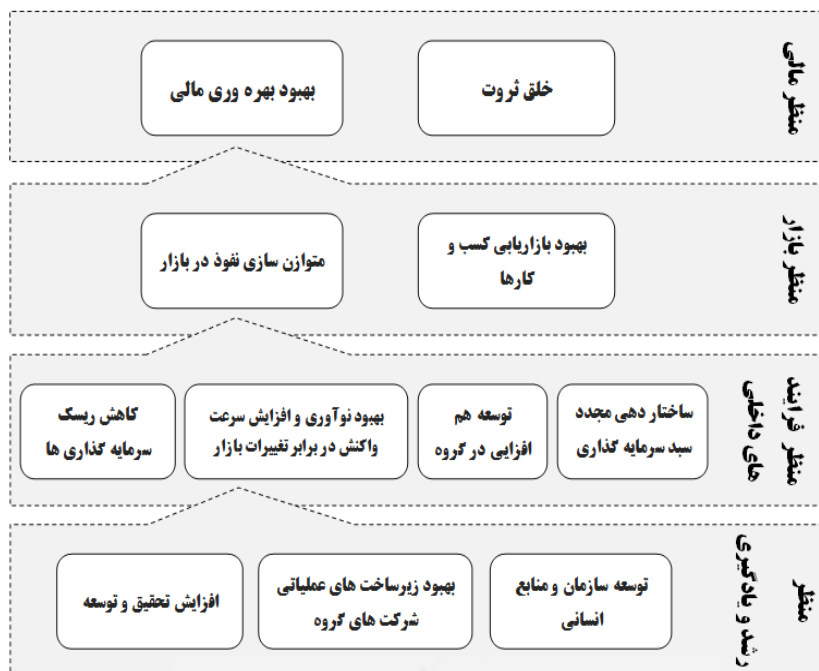 منظر مالی
خلق ثروت
بهبود بهره وری مالی
منظر بازار
بهبود بازاریابی کسب و
کارها
متوازن سازی نفوذ در بازار
منظر فرایند
های داخلی
ساختار دهی مجدد
سبد سرمایه گذاری
توسعه هم
افزایی در گروه
بهبود نوآوری و افزایش سرعت
واکنش در برابر تغییرات بازار
کاهش ریسک
سرمایه گذاری ها
منظر
رشد و یادگیری
توسعه سازمان و منابع
انسانی
بهبود زیرساخت های عملیاتی
شرکت های گروه
افزایش تحقیق و توسعه